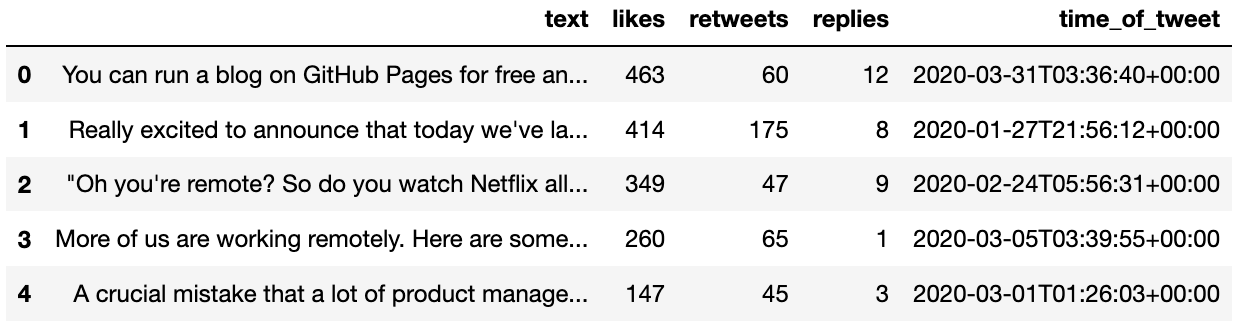 text likes retweets replies time_of_tweet
0 You can run a blog on GitHub Pages for free an... 463 60 12 2020-03-31T03:36:40+00:00
1 Really excited to announce that today we've la... 414 175 8 2020-01-27T21:56:12+00:00
2 "Oh you're remote? So do you watch Netflix all... 349 47 9 2020-02-24T05:56:31+00:00
3 More of us are working remotely. Here are some... 260 65 1 2020-03-05T03:39:55+00:00
4 A crucial mistake that a lot of product manage... 147 45 3 2020-03-01T01:26:03+00:00